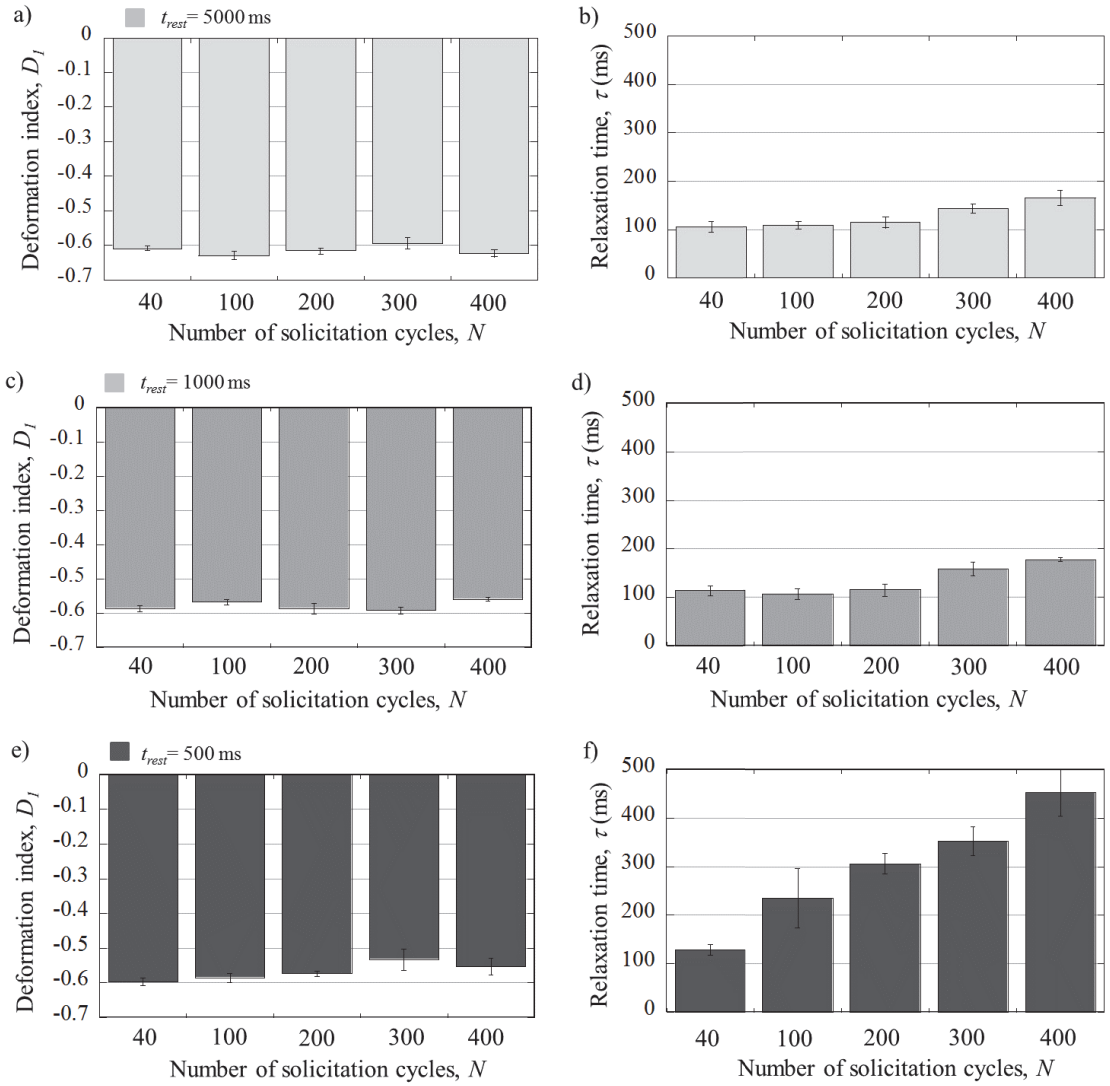 a)
t_rest = 5000 ms
0
-0.1
-0.2
-0.3
-0.4
-0.5
-0.6
-0.7
Deformation index, D_1
40 100 200 300 400
Number of solicitation cycles, N
b)
500
400
300
200
100
0
Relaxation time, τ (ms)
40 100 200 300 400
Number of solicitation cycles, N
c)
t_rest = 1000 ms
0
-0.1
-0.2
-0.3
-0.4
-0.5
-0.6
-0.7
Deformation index, D_1
40 100 200 300 400
Number of solicitation cycles, N
d)
500
400
300
200
100
0
Relaxation time, τ (ms)
40 100 200 300 400
Number of solicitation cycles, N
e)
t_rest = 500 ms
0
-0.1
-0.2
-0.3
-0.4
-0.5
-0.6
-0.7
Deformation index, D_1
40 100 200 300 400
Number of solicitation cycles, N
f)
500
400
300
200
100
0
Relaxation time, τ (ms)
40 100 200 300 400
Number of solicitation cycles, N